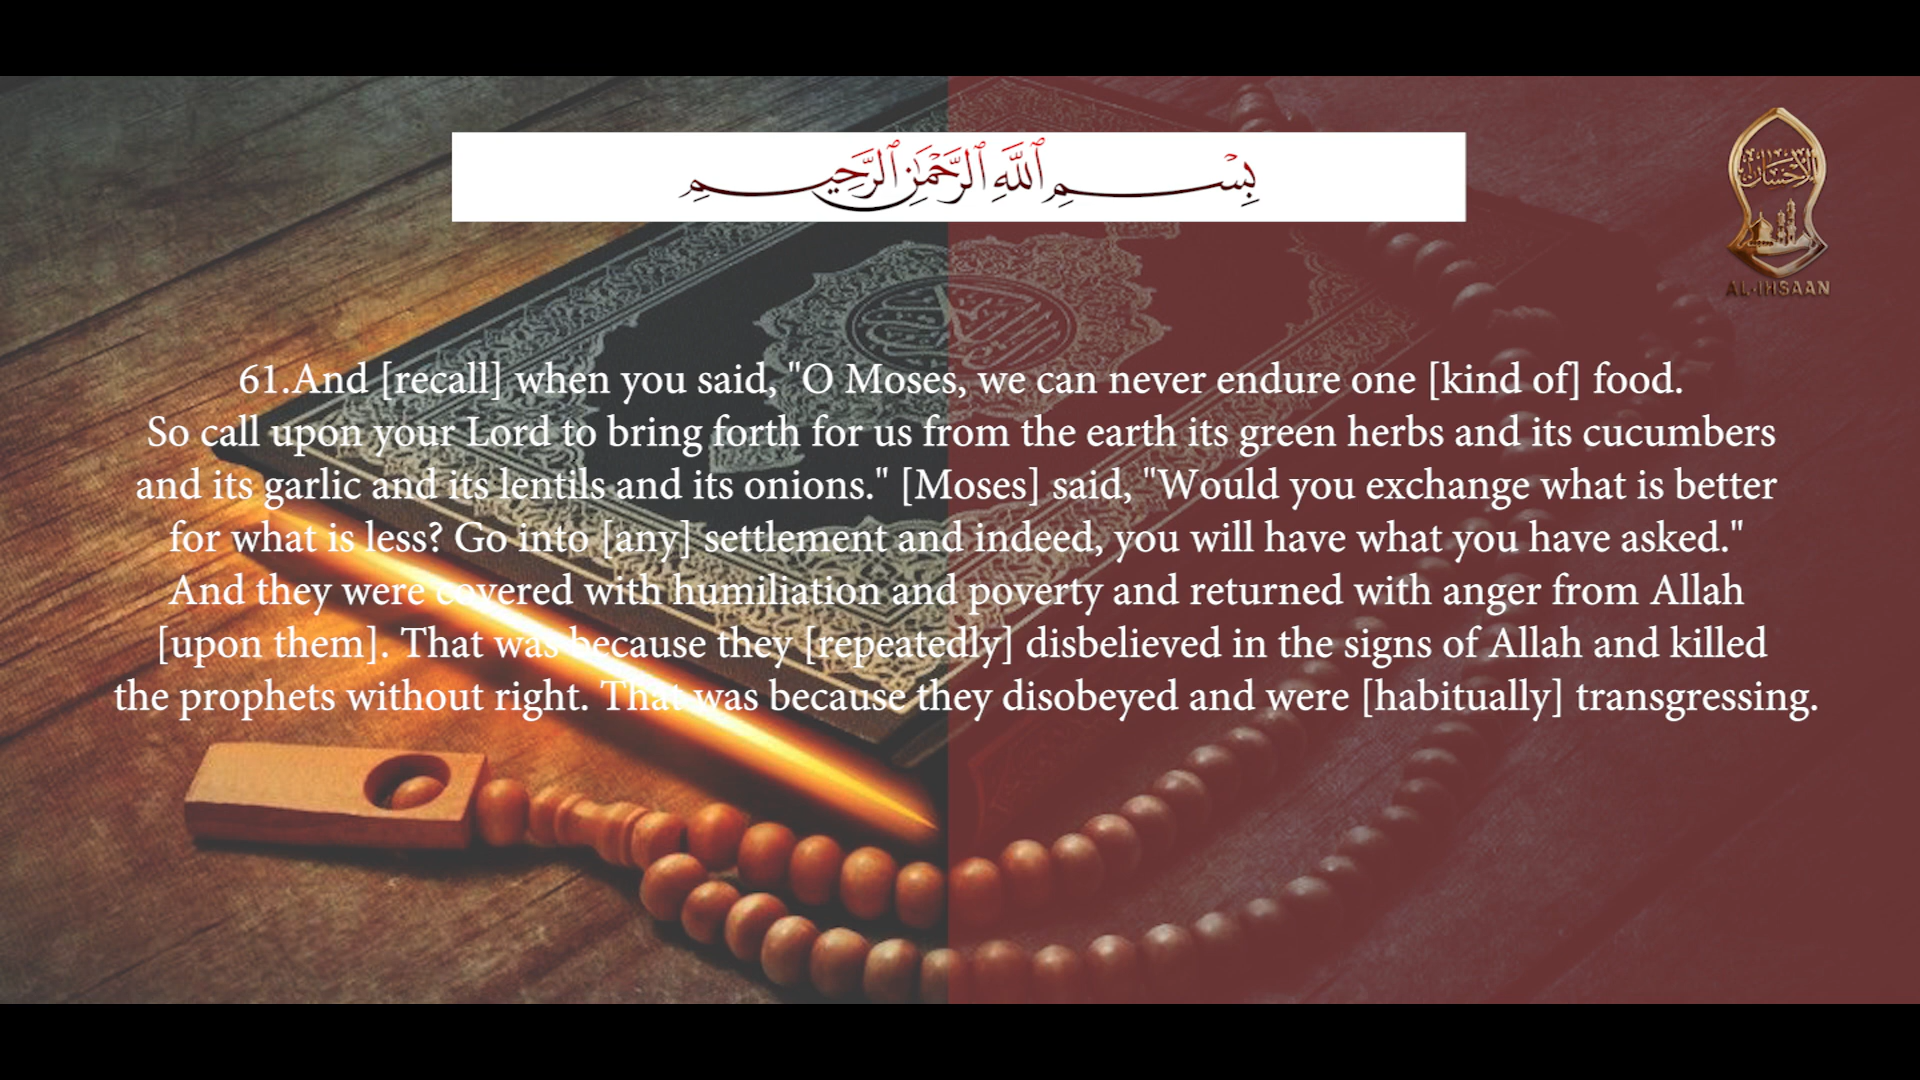 بِسْمِ ٱللَّهِ ٱلرَّحْمَٰنِ ٱلرَّحِيمِ
الإحسان
AL-IHSAAN
61.And [recall] when you said, "O Moses, we can never endure one [kind of] food.
So call upon your Lord to bring forth for us from the earth its green herbs and its cucumbers
and its garlic and its lentils and its onions." [Moses] said, "Would you exchange what is better
for what is less? Go into [any] settlement and indeed, you will have what you have asked."
And they were covered with humiliation and poverty and returned with anger from Allah
[upon them]. That was because they [repeatedly] disbelieved in the signs of Allah and killed
the prophets without right. That was because they disobeyed and were [habitually] transgressing.